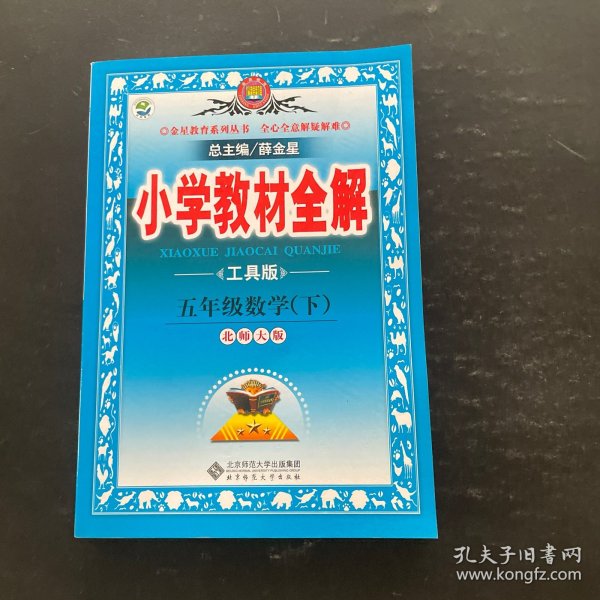 ◎金星教育系列丛书 全心全意解疑解难◎
总主编/薛金星
小学教材全解
XIAOXUE JIAOCAI QUANJIE
《工具版》
五年级数学(下)
北师大版
北京师范大学出版集团
北京师范大学出版社
孔夫子旧书网
www.kongfz.com